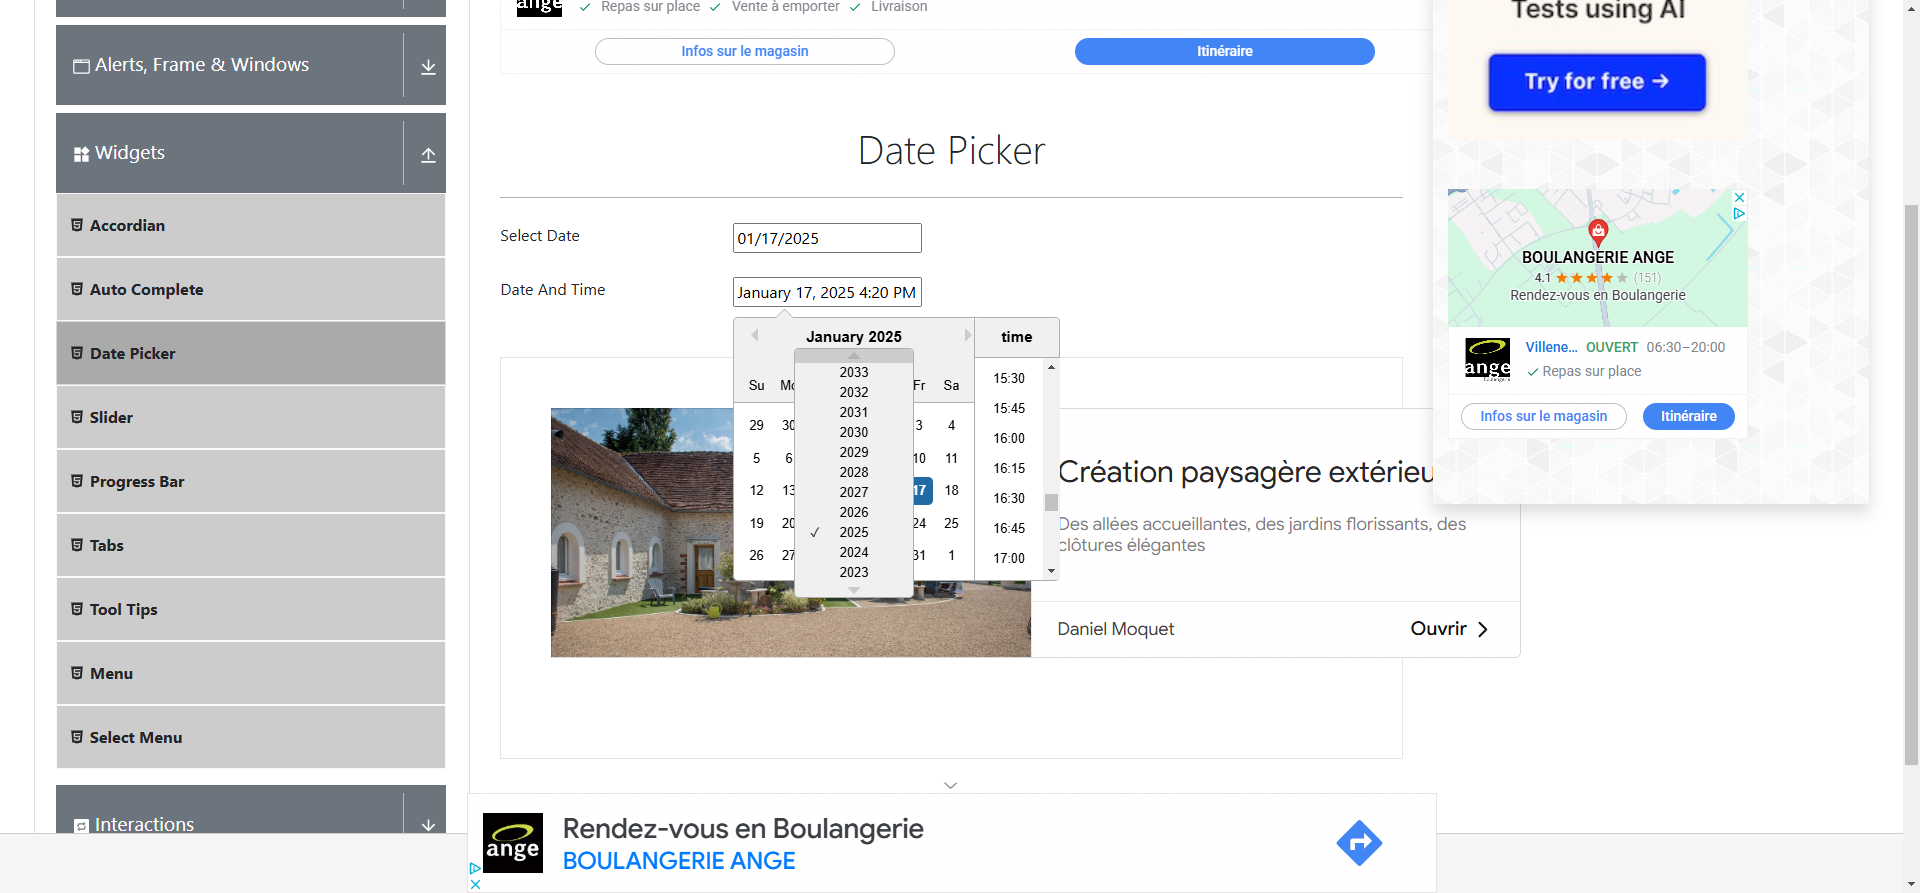 ange
Repas sur place
Vente à emporter
Livraison
Infos sur le magasin
Itinéraire
Tests using AI
Try for free →
Alerts, Frame & Windows
Widgets
Accordian
Auto Complete
Date Picker
Slider
Progress Bar
Tabs
Tool Tips
Menu
Select Menu
Interactions
Date Picker
Select Date
01/17/2025
Date And Time
January 17, 2025 4:20 PM
January 2025
time
2033
2032
2031
2030
2029
2028
2027
2026
✓ 2025
2024
2023
Su Mo Fr Sa
29 30 3 4
5 6 10 11
12 13 17 18
19 20 24 25
26 27 31 1
15:30
15:45
16:00
16:15
16:30
16:45
17:00
Création paysagère extérieu
Des allées accueillantes, des jardins florissants, des
clôtures élégantes
Daniel Moquet
Ouvrir
BOULANGERIE ANGE
4.1 (151)
Rendez-vous en Boulangerie
ange
Villene... OUVERT 06:30–20:00
Repas sur place
Infos sur le magasin
Itinéraire
ange
Rendez-vous en Boulangerie
BOULANGERIE ANGE